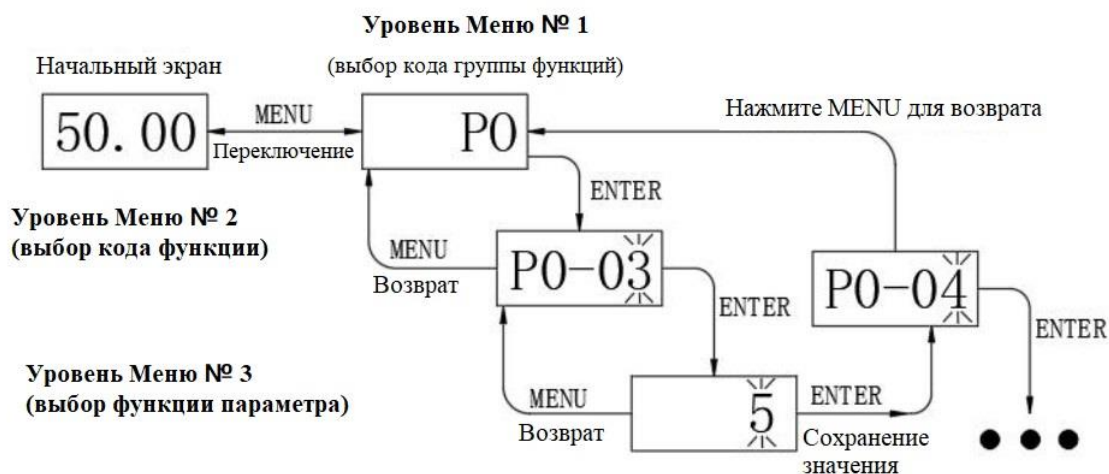 Уровень Меню № 1
Начальный экран
(выбор кода группы функций)
50.00
MENU
Переключение
P0
Нажмите MENU для возврата
ENTER
Уровень Меню № 2
(выбор кода функции)
MENU
Возврат
P0-03
ENTER
P0-04
ENTER
Уровень Меню № 3
(выбор функции параметра)
MENU
Возврат
5
ENTER
Сохранение
значения